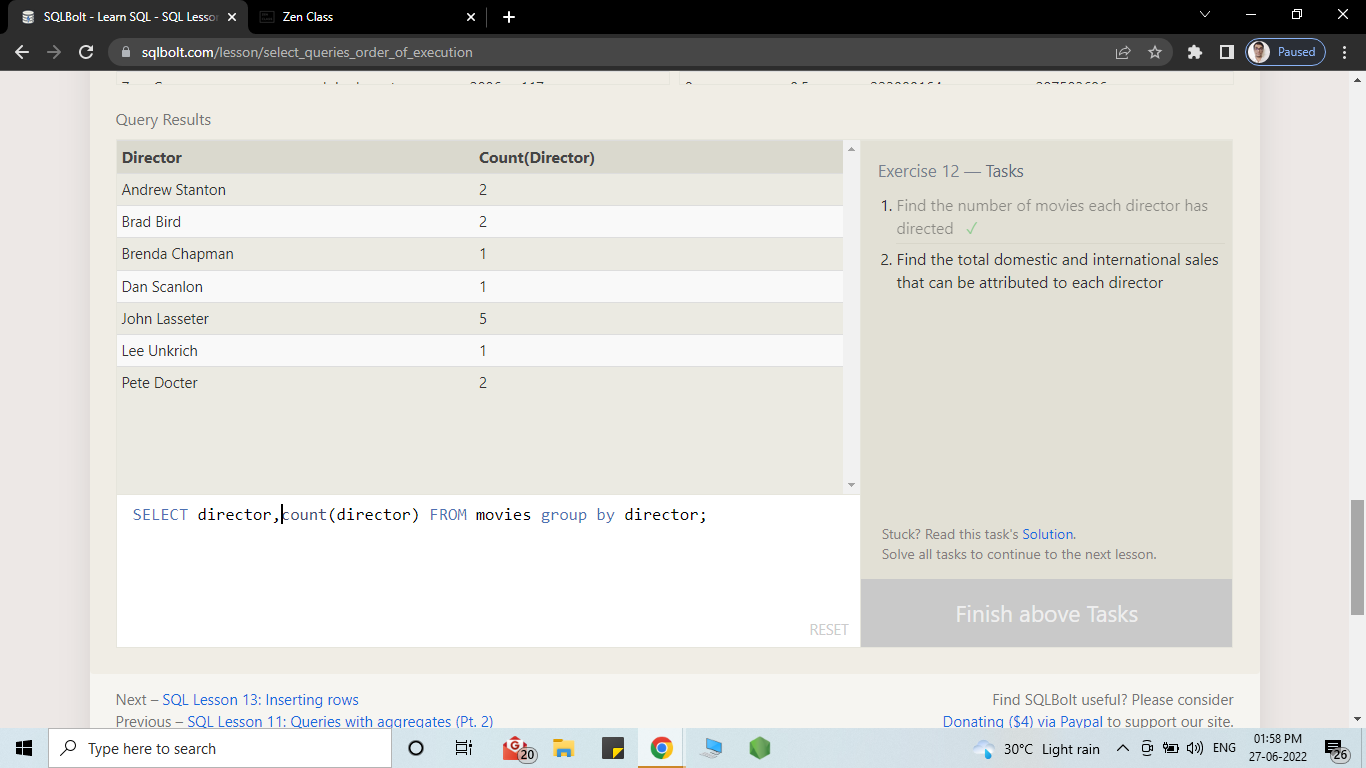 SQLBolt - Learn SQL - SQL Lesson
Zen Class
sqlbolt.com/lesson/select_queries_order_of_execution
Paused
Query Results
Director Count(Director)
Andrew Stanton 2
Brad Bird 2
Brenda Chapman 1
Dan Scanlon 1
John Lasseter 5
Lee Unkrich 1
Pete Docter 2
SELECT director,count(director) FROM movies group by director;
RESET
Exercise 12 — Tasks
1. Find the number of movies each director has
directed ✓
2. Find the total domestic and international sales
that can be attributed to each director
Stuck? Read this task's Solution.
Solve all tasks to continue to the next lesson.
Finish above Tasks
Next – SQL Lesson 13: Inserting rows
Previous – SQL Lesson 11: Queries with aggregates (Pt. 2)
Find SQLBolt useful? Please consider
Donating ($4) via Paypal to support our site.
Type here to search
20
30°C Light rain
ENG
01:58 PM
27-06-2022
26